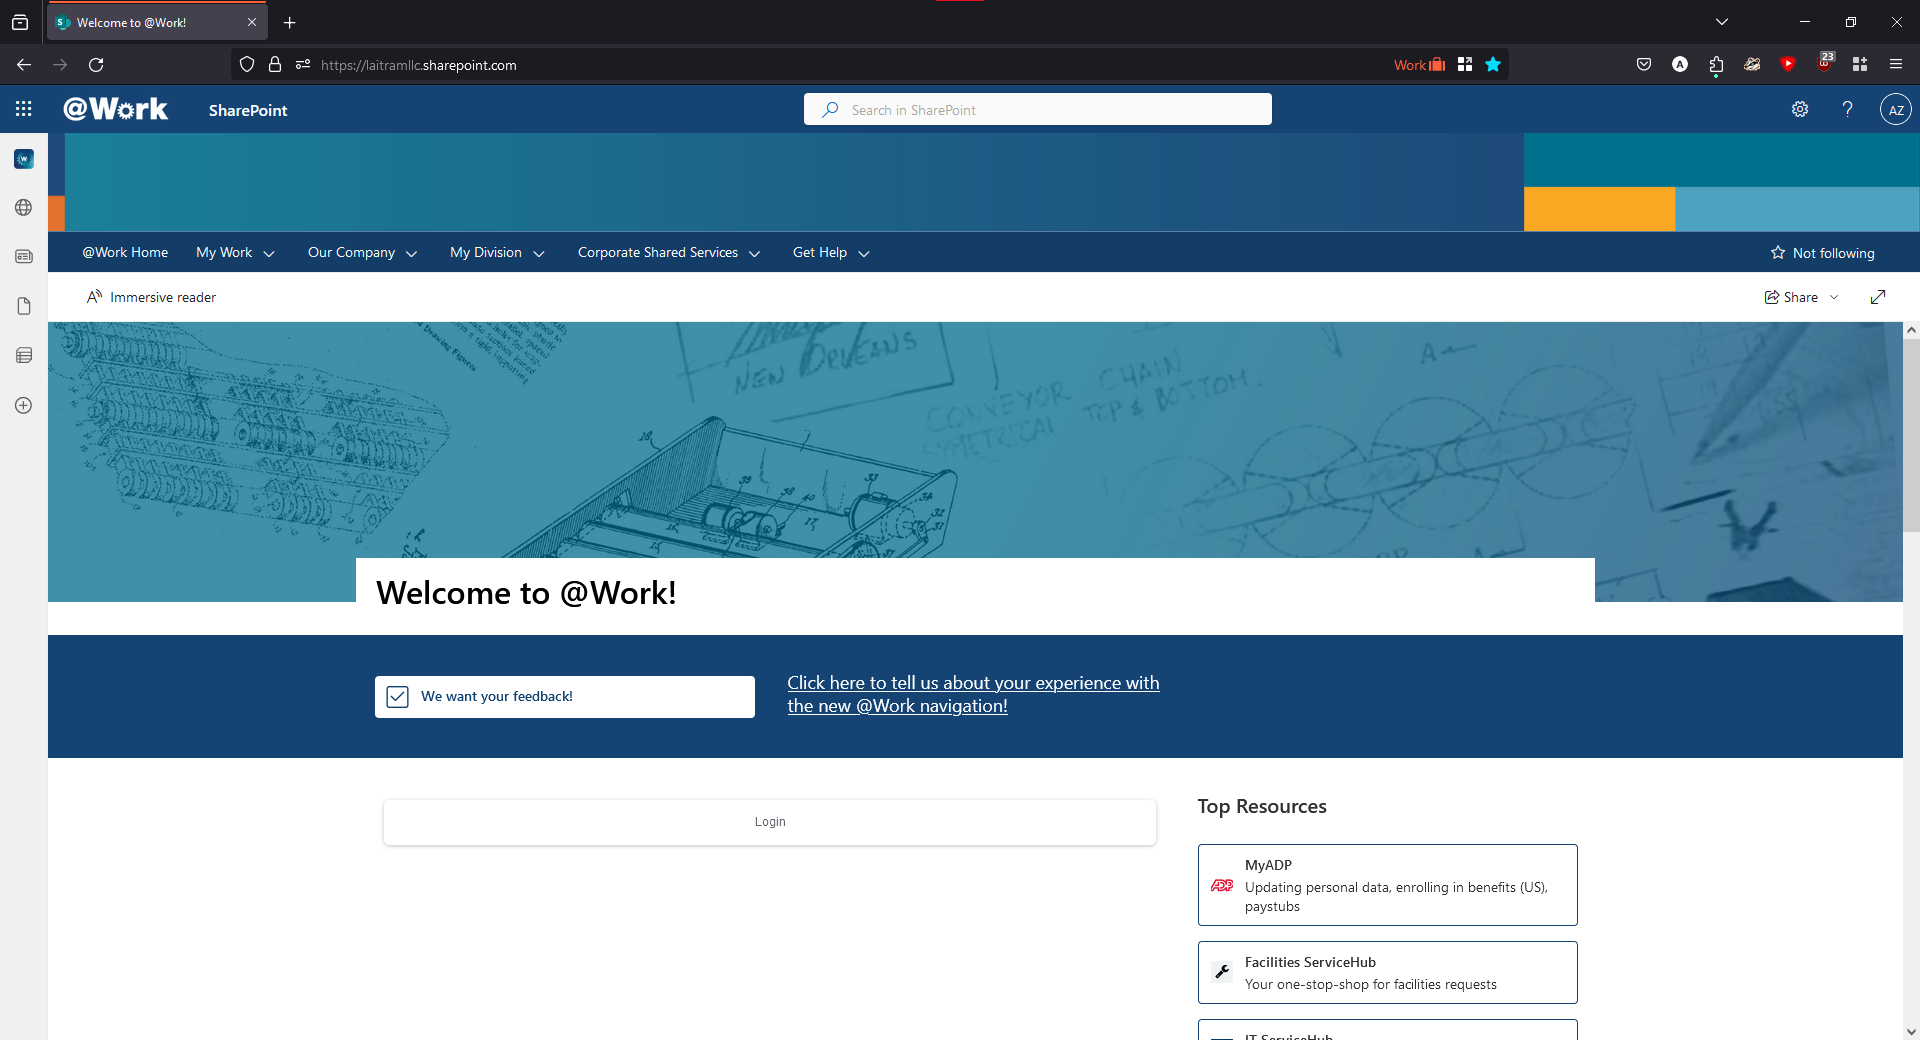 Welcome to @Work!
https://laitramllc.sharepoint.com
Work
23
@Work
SharePoint
Search in SharePoint
AZ
@Work Home
My Work
Our Company
My Division
Corporate Shared Services
Get Help
Not following
Immersive reader
Share
NEW ORLEANS
CONVEYOR CHAIN
SYMETRICAL TOP & BOTTOM.
Welcome to @Work!
We want your feedback!
Click here to tell us about your experience with
the new @Work navigation!
Login
Top Resources
MyADP
ADP
Updating personal data, enrolling in benefits (US),
paystubs
Facilities ServiceHub
Your one-stop-shop for facilities requests
IT ServiceHub